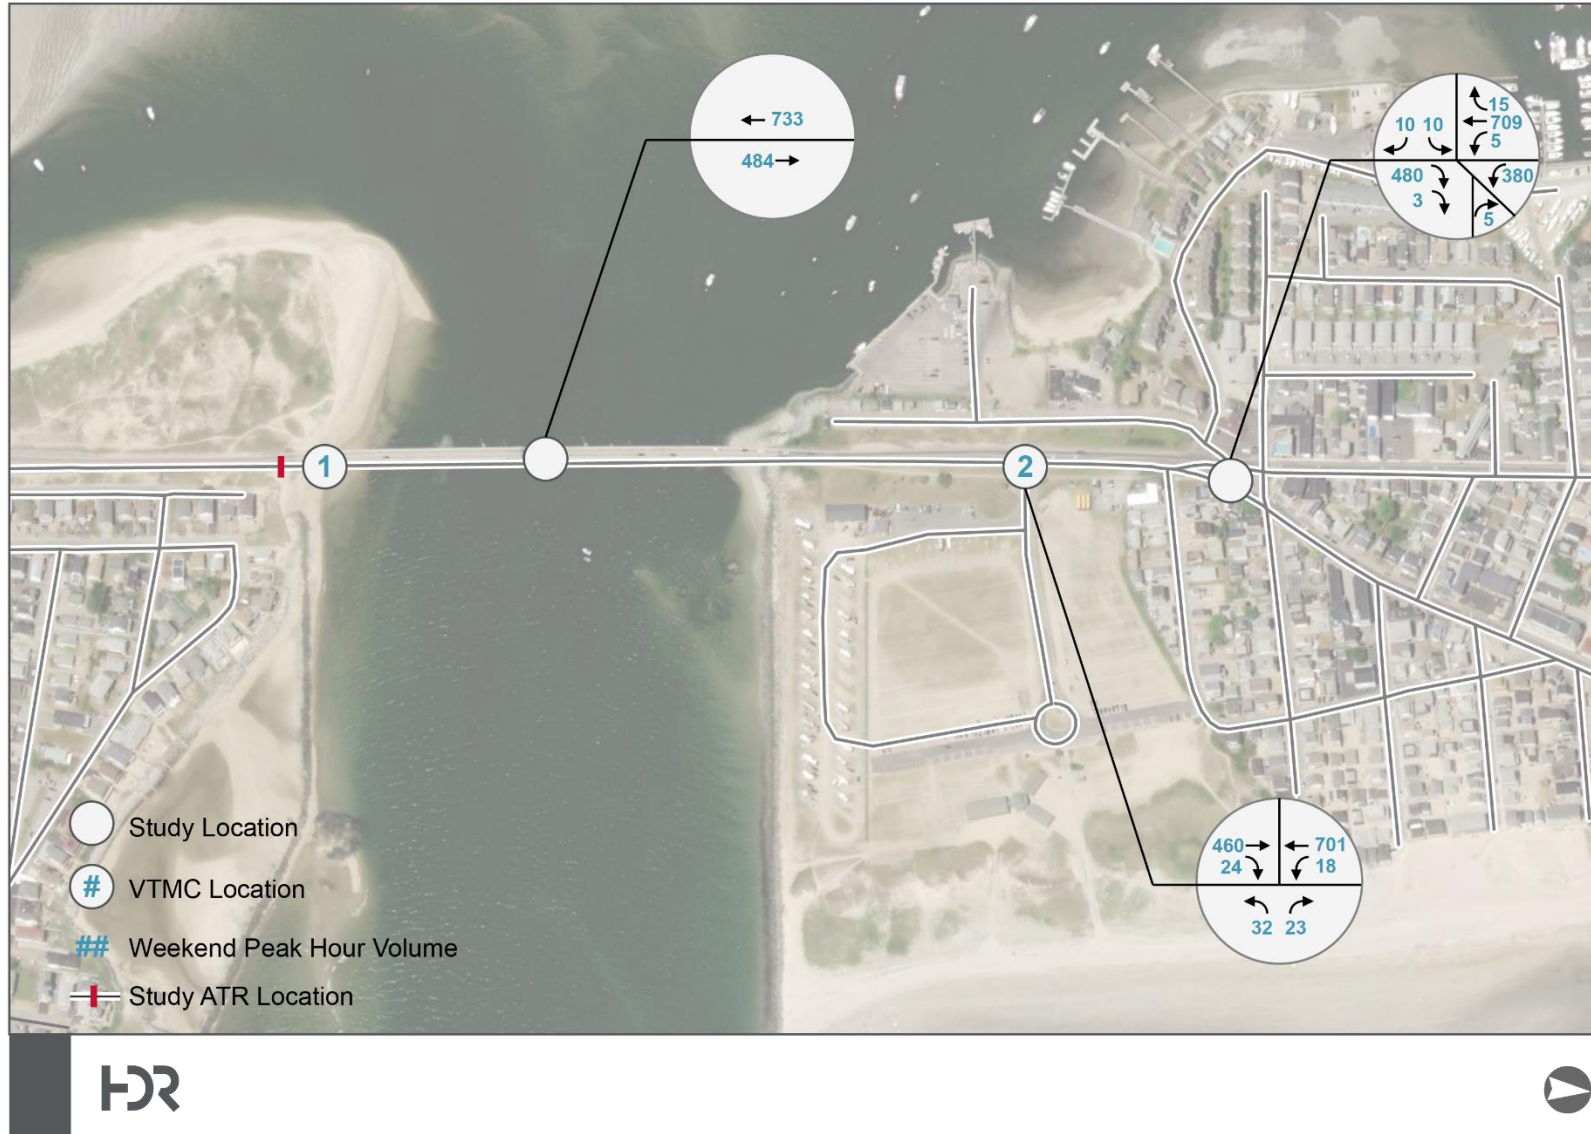 733
484
15
10 10 709
5
480 380
3
5
1
2
460 701
24 18
32 23
Study Location
# VTMC Location
## Weekend Peak Hour Volume
Study ATR Location
HDR